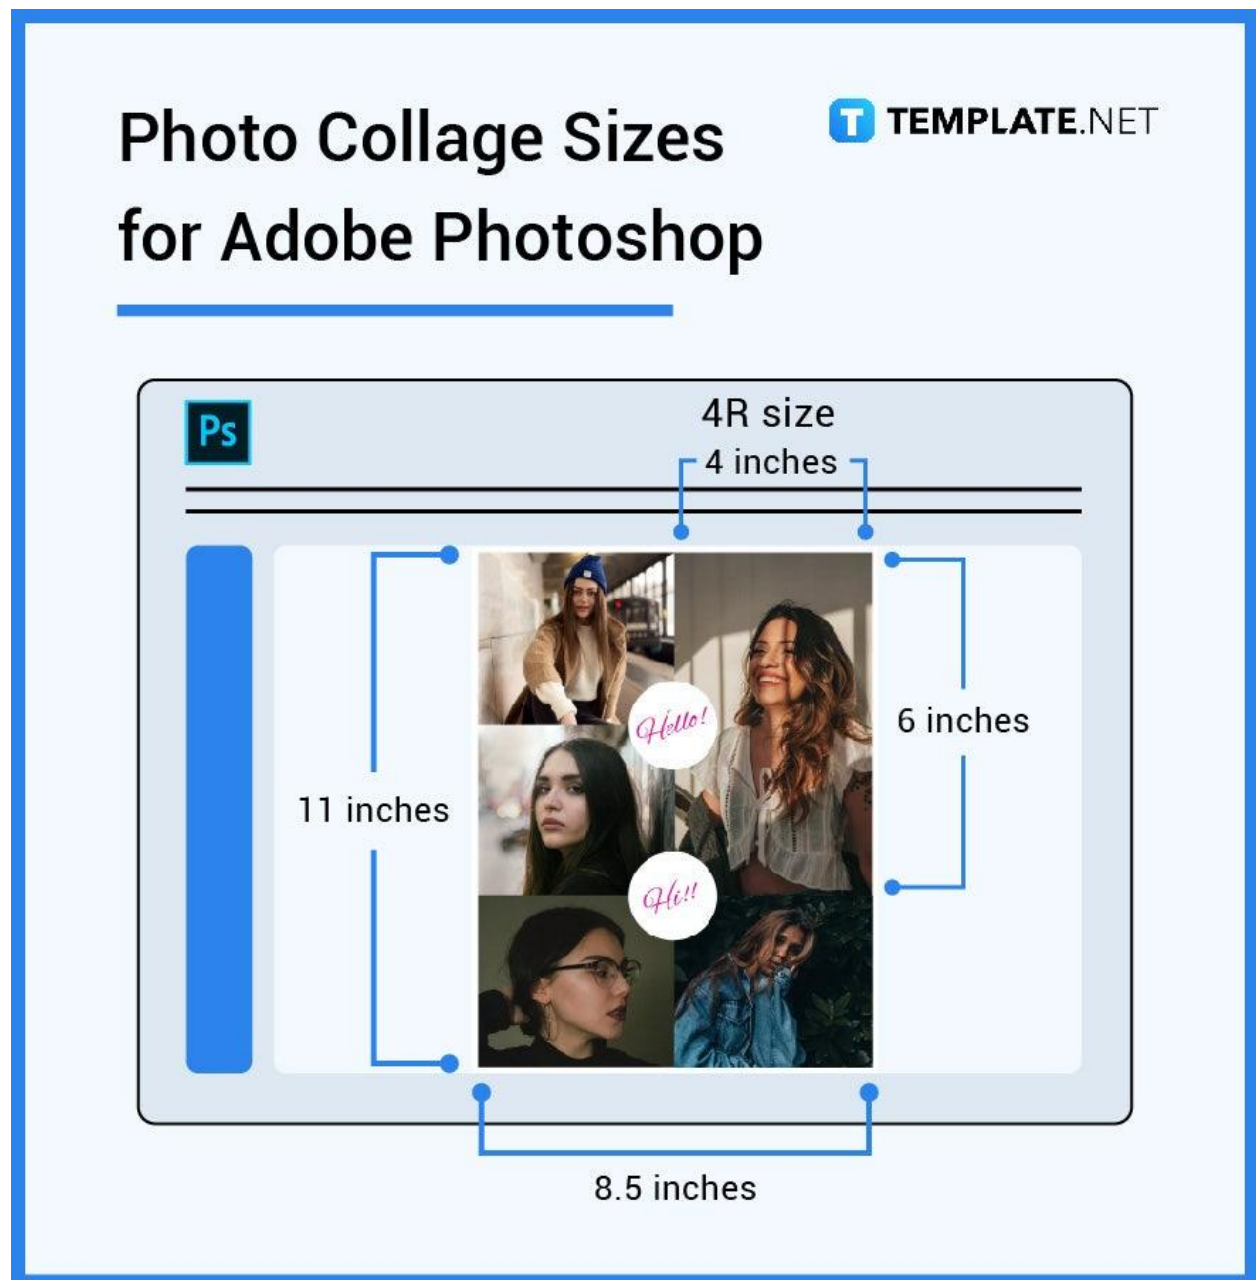 Photo Collage Sizes
for Adobe Photoshop
T TEMPLATE.NET
Ps
4R size
4 inches
Hello!
6 inches
11 inches
Hi!!
8.5 inches